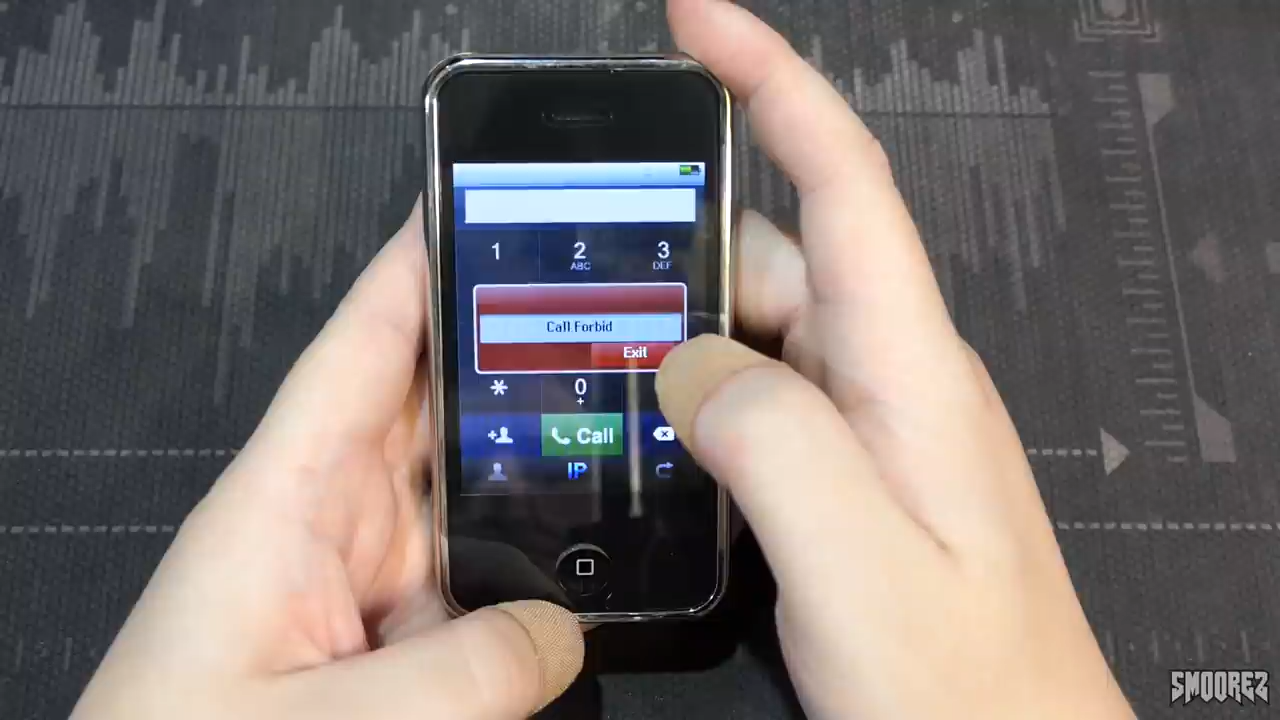 1
2
ABC
3
DEF
Call Forbid
Exit
*
0
+
Call
IP
SMOOREZ